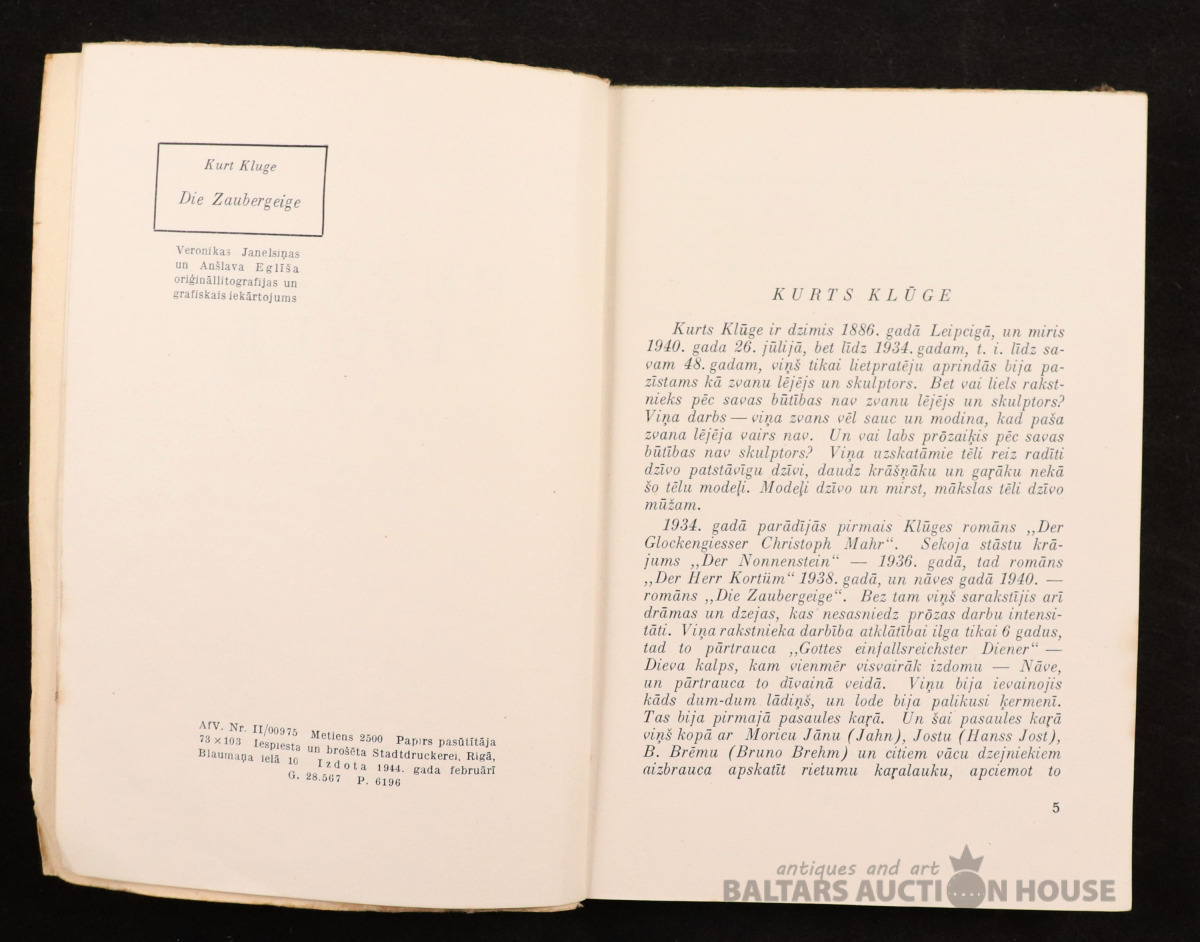 Kurt Kluge
Die Zaubergeige
Veronikas Janelsiņas
un Anšlava Eglīša
oriģināllitografijas un
grafiskais iekārtojums
AfV. Nr. II/00975 Metiens 2500 Papīrs pasūtītāja
73×103 Iespiesta un brošēta Stadtdruckerei, Rīgā,
Blaumaņa ielā 10 Izdota 1944. gada februārī
G. 28.567 P. 6196
KURTS KLŪGE
Kurts Klūge ir dzimis 1886. gadā Leipcigā, un miris
1940. gada 26. jūlijā, bet līdz 1934. gadam, t. i. līdz sa-
vam 48. gadam, viņš tikai lietpratēju aprindās bija pa-
zīstams kā zvanu lējējs un skulptors. Bet vai liels rakst-
nieks pēc savas būtības nav zvanu lējējs un skulptors?
Viņa darbs — viņa zvans vēl sauc un modina, kad paša
zvana lējēja vairs nav. Un vai labs prōzaiķis pēc savas
būtības nav skulptors? Viņa uzskatāmie tēli reiz radīti
dzīvo patstāvīgu dzīvi, daudz krāšņāku un gaŗāku nekā
šo tēlu modeļi. Modeļi dzīvo un mirst, mākslas tēli dzīvo
mūžam.
1934. gadā parādījās pirmais Klūges romāns „Der
Glockengiesser Christoph Mahr“. Sekoja stāstu krā-
jums „Der Nonnenstein“ — 1936. gadā, tad romāns
„Der Herr Kortüm“ 1938. gadā, un nāves gadā 1940. —
romāns „Die Zaubergeige“. Bez tam viņš sarakstījis arī
drāmas un dzejas, kas nesasniedz prōzas darbu intensi-
tāti. Viņa rakstnieka darbība atklātībai ilga tikai 6 gadus,
tad to pārtrauca „Gottes einfallsreichster Diener“ —
Dieva kalps, kam vienmēr visvairāk izdomu — Nāve,
un pārtrauca to dīvainā veidā. Viņu bija ievainojis
kāds dum-dum lādiņš, un lode bija palikusi ķermenī.
Tas bija pirmajā pasaules kaŗā. Un šai pasaules kaŗā
viņš kopā ar Moricu Jānu (Jahn), Jostu (Hanss Jost),
B. Brēmu (Bruno Brehm) un citiem vācu dzejniekiem
aizbrauca apskatīt rietumu kaŗalauku, apciemot to
5
antiques and art
BALTARS AUCTION HOUSE